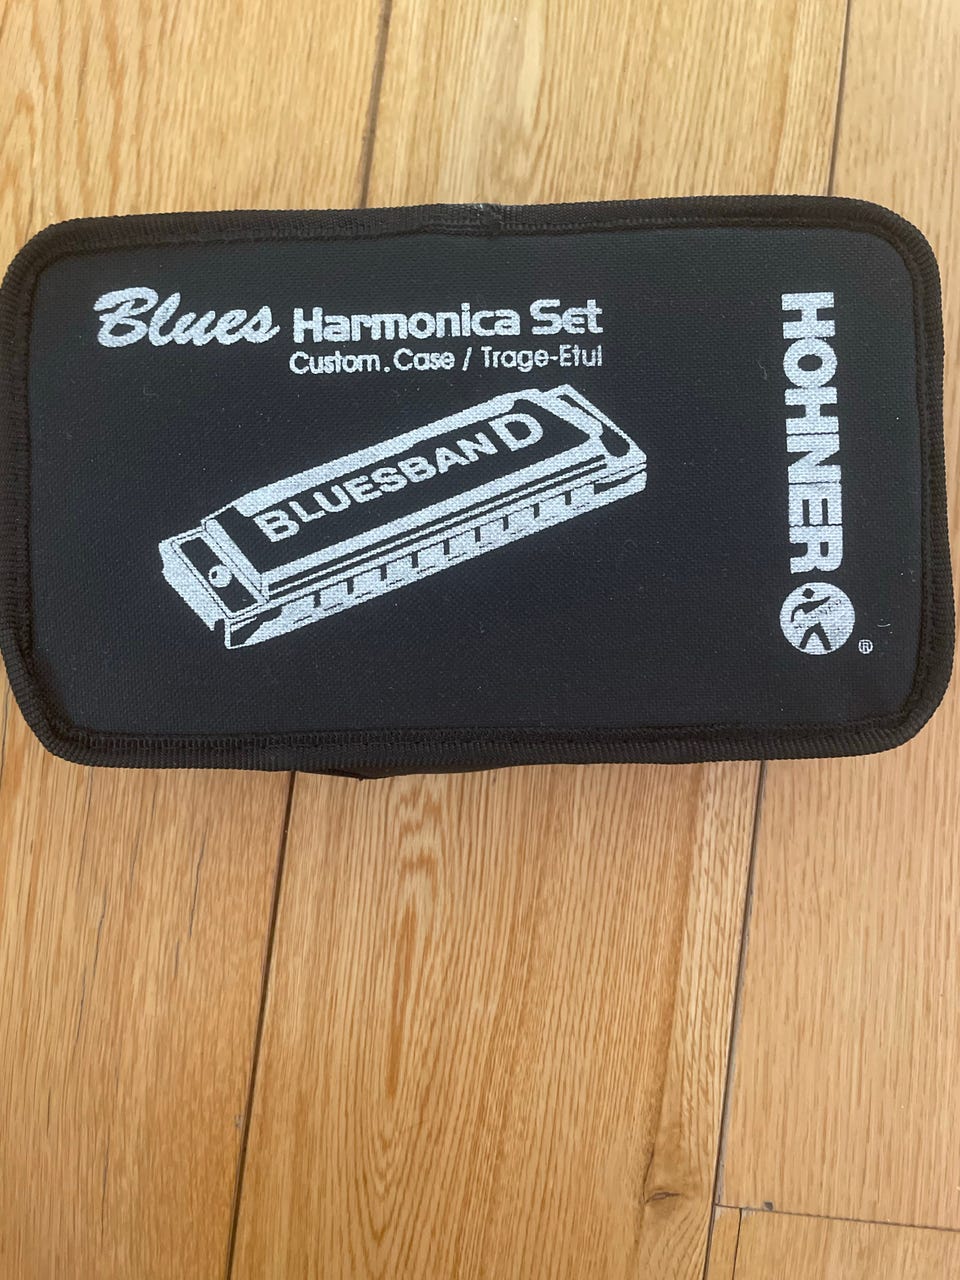 Blues Harmonica Set
Custom.Case / Trage-Etui
BLUESBAND
HOHNER
®